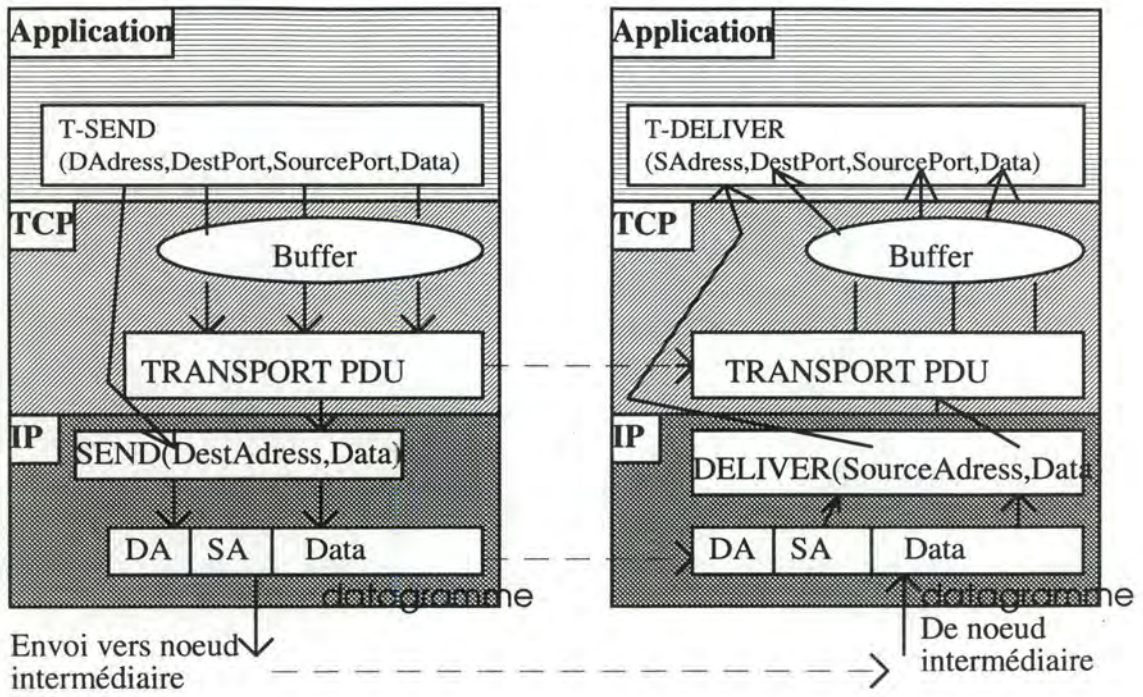 Application
T-SEND
(DAdress,DestPort,SourcePort,Data)
TCP
Buffer
TRANSPORT PDU
IP
SEND(DestAdress,Data)
DA SA Data
datagramme
Envoi vers noeud
intermédiaire
Application
T-DELIVER
(SAdress,DestPort,SourcePort,Data)
TCP
Buffer
TRANSPORT PDU
IP
DELIVER(SourceAdress,Data
DA SA Data
datagramme
De noeud
intermédiaire